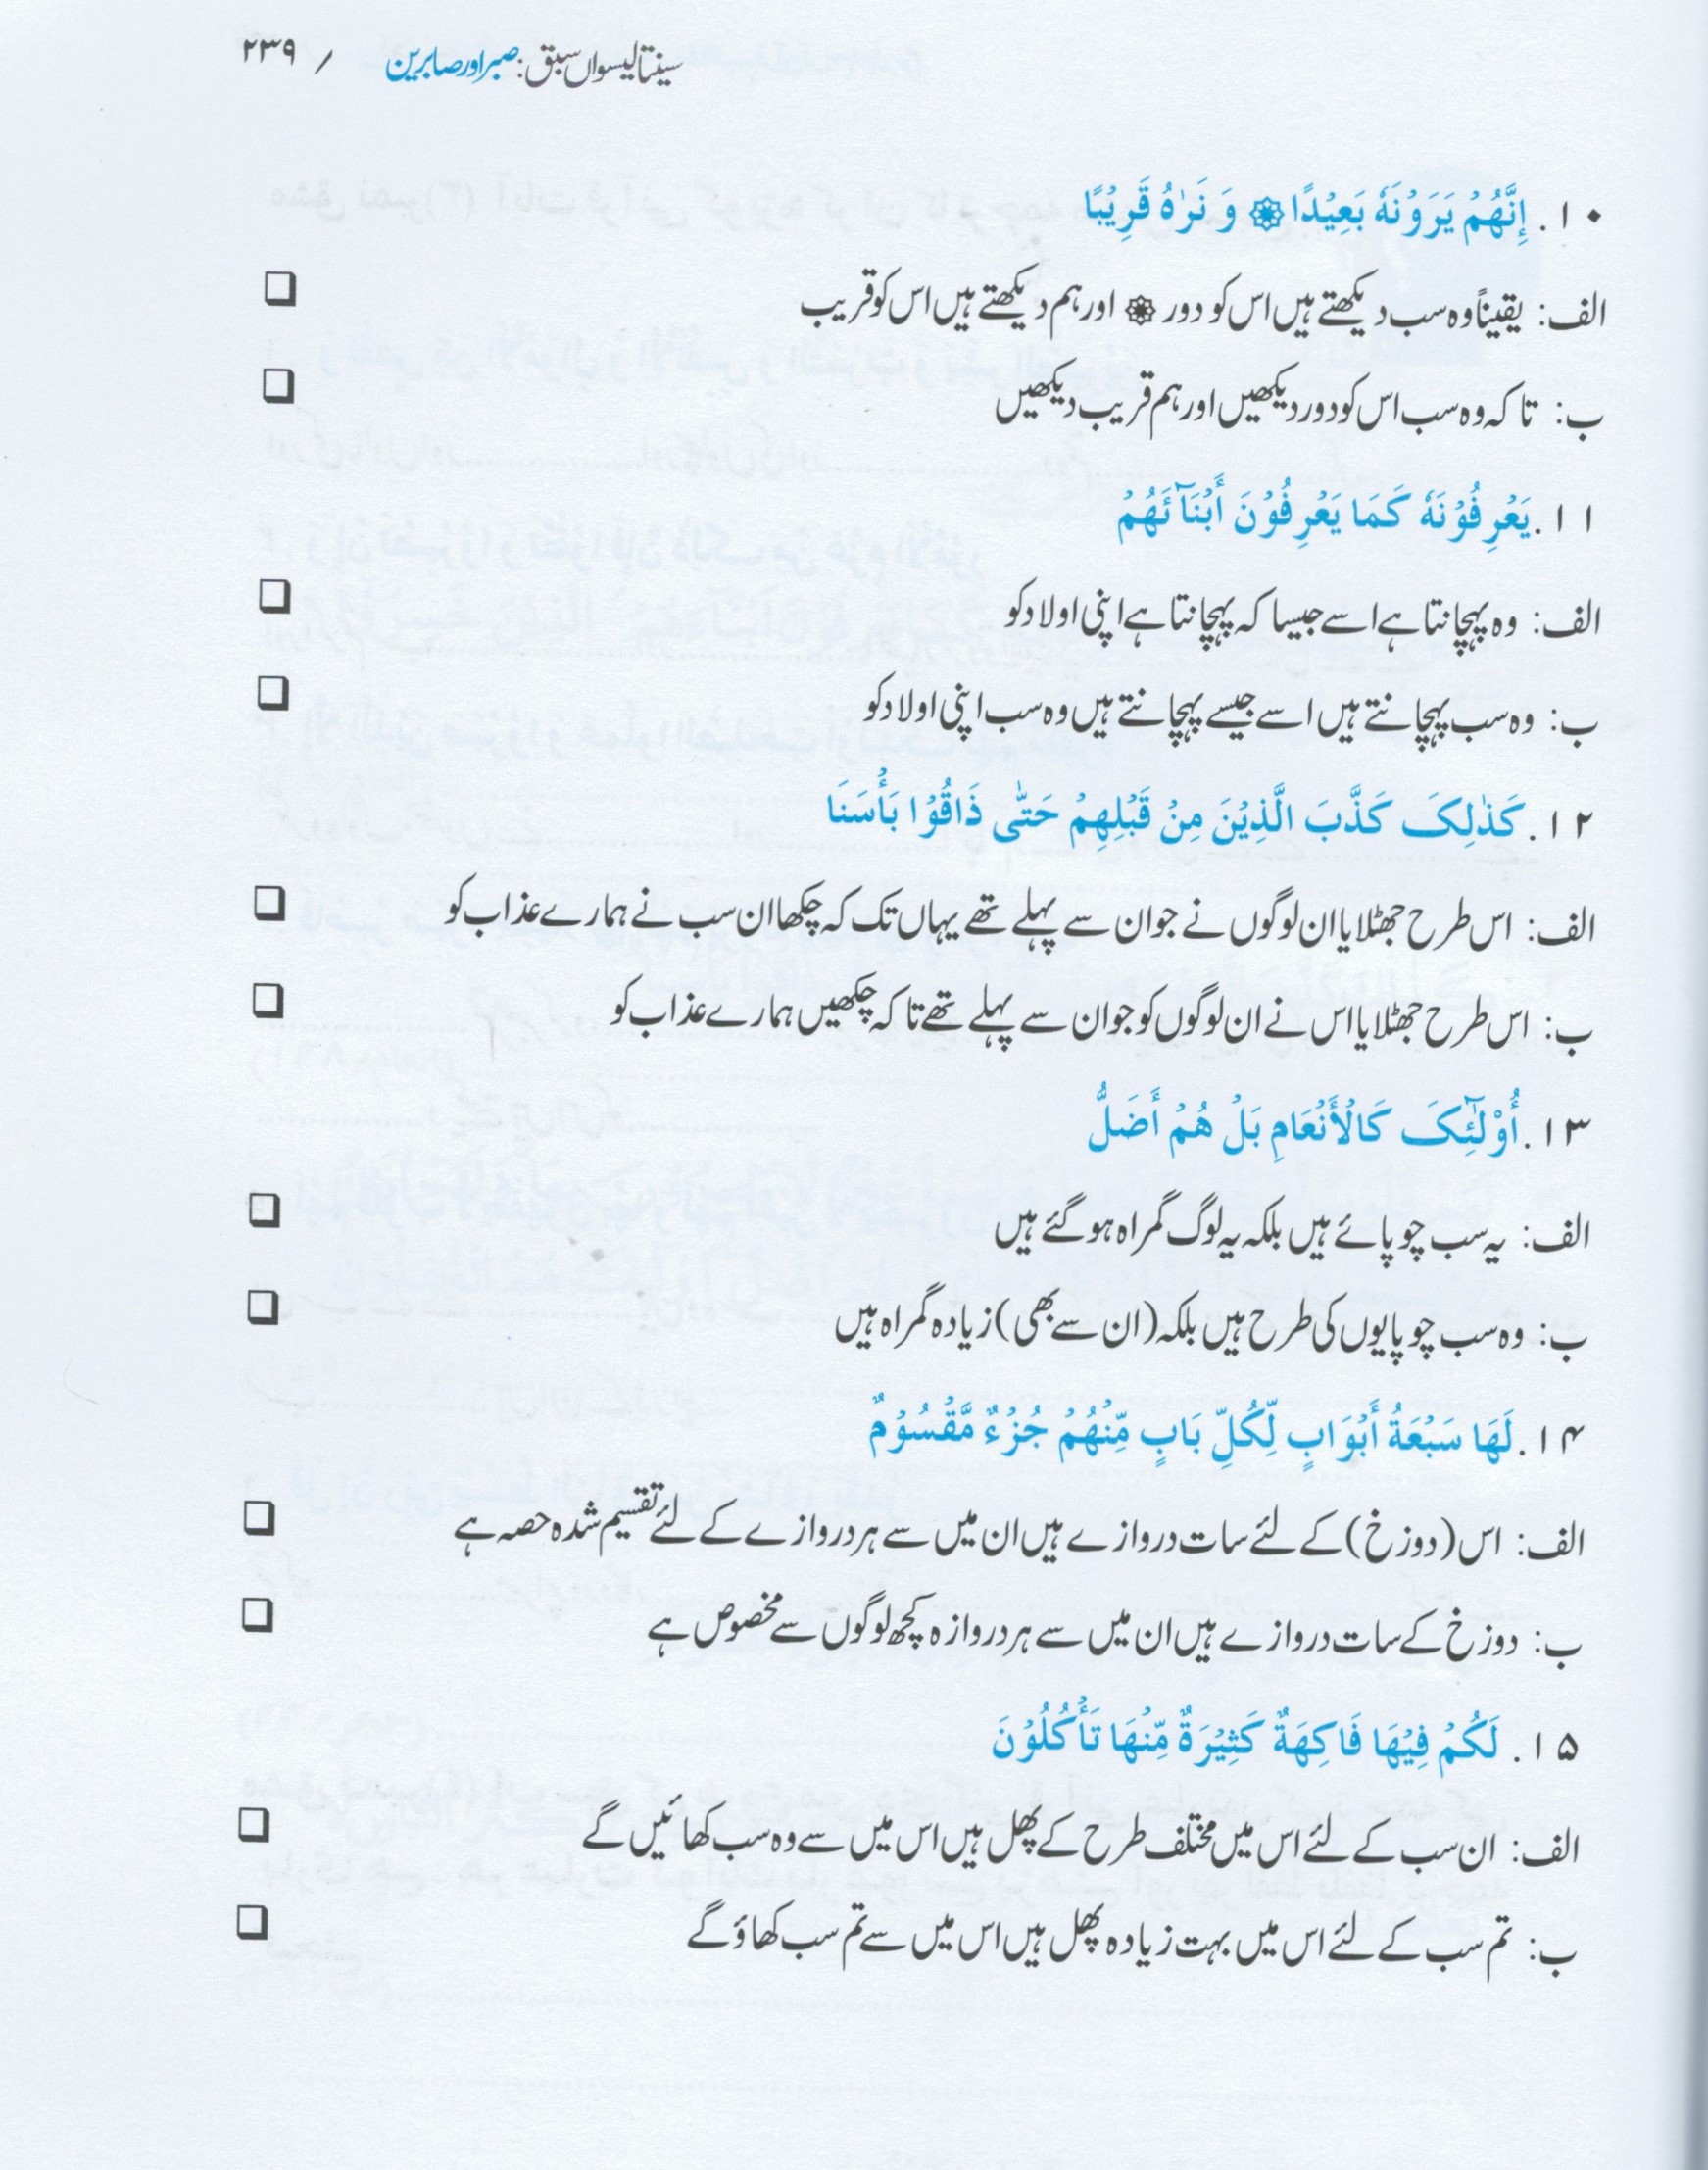 سینتالیسواں سبق: صبر اور صابرین / ۲۳۹
۱۰. إِنَّهُمْ يَرَوْنَهٗ بَعِيْدًا ۞ وَ نَرٰهُ قَرِيْبًا
الف: یقیناً وہ سب دیکھتے ہیں اس کو دور ۞ اور ہم دیکھتے ہیں اس کو قریب ❑
ب: تا کہ وہ سب اس کو دور دیکھیں اور ہم قریب دیکھیں ❑
۱۱. يَعْرِفُوْنَهٗ كَمَا يَعْرِفُوْنَ أَبْنَآئَهُمْ
الف: وہ پہچانتا ہے اسے جیسا کہ پہچانتا ہے اپنی اولاد کو ❑
ب: وہ سب پہچانتے ہیں اسے جیسے پہچانتے ہیں وہ سب اپنی اولاد کو ❑
۱۲. كَذٰلِكَ كَذَّبَ الَّذِيْنَ مِنْ قَبْلِهِمْ حَتّٰى ذَاقُوْا بَأْسَنَا
الف: اس طرح جھٹلایا ان لوگوں نے جو ان سے پہلے تھے یہاں تک کہ چکھا ان سب نے ہمارے عذاب کو ❑
ب: اس طرح جھٹلایا اس نے ان لوگوں کو جو ان سے پہلے تھے تا کہ چکھیں ہمارے عذاب کو ❑
۱۳. أُوْلٰٓئِكَ كَالْأَنْعَامِ بَلْ هُمْ أَضَلُّ
الف: یہ سب چوپائے ہیں بلکہ یہ لوگ گمراہ ہو گئے ہیں ❑
ب: وہ سب چوپایوں کی طرح ہیں بلکہ (ان سے بھی) زیادہ گمراہ ہیں ❑
۱۴. لَهَا سَبْعَةُ أَبْوَابٍ لِّكُلِّ بَابٍ مِّنْهُمْ جُزْءٌ مَّقْسُوْمٌ
الف: اس (دوزخ) کے لئے سات دروازے ہیں ان میں سے ہر دروازے کے لئے تقسیم شدہ حصہ ہے ❑
ب: دوزخ کے سات دروازے ہیں ان میں سے ہر دروازہ کچھ لوگوں سے مخصوص ہے ❑
۱۵. لَكُمْ فِيْهَا فَاكِهَةٌ كَثِيْرَةٌ مِّنْهَا تَأْكُلُوْنَ
الف: ان سب کے لئے اس میں مختلف طرح کے پھل ہیں اس میں سے وہ سب کھائیں گے ❑
ب: تم سب کے لئے اس میں بہت زیادہ پھل ہیں اس میں سے تم سب کھاؤ گے ❑